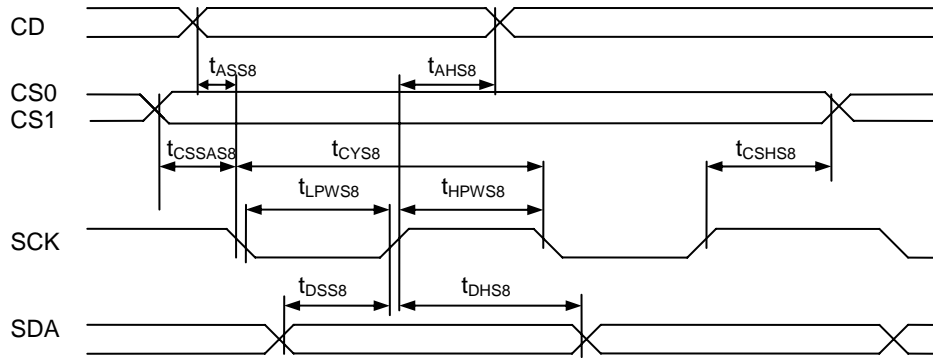 CD
tASS8 tAHS8
CS0
CS1
tCSSAS8 tCYS8 tCSHS8
tLPWS8 tHPWS8
SCK
tDSS8 tDHS8
SDA